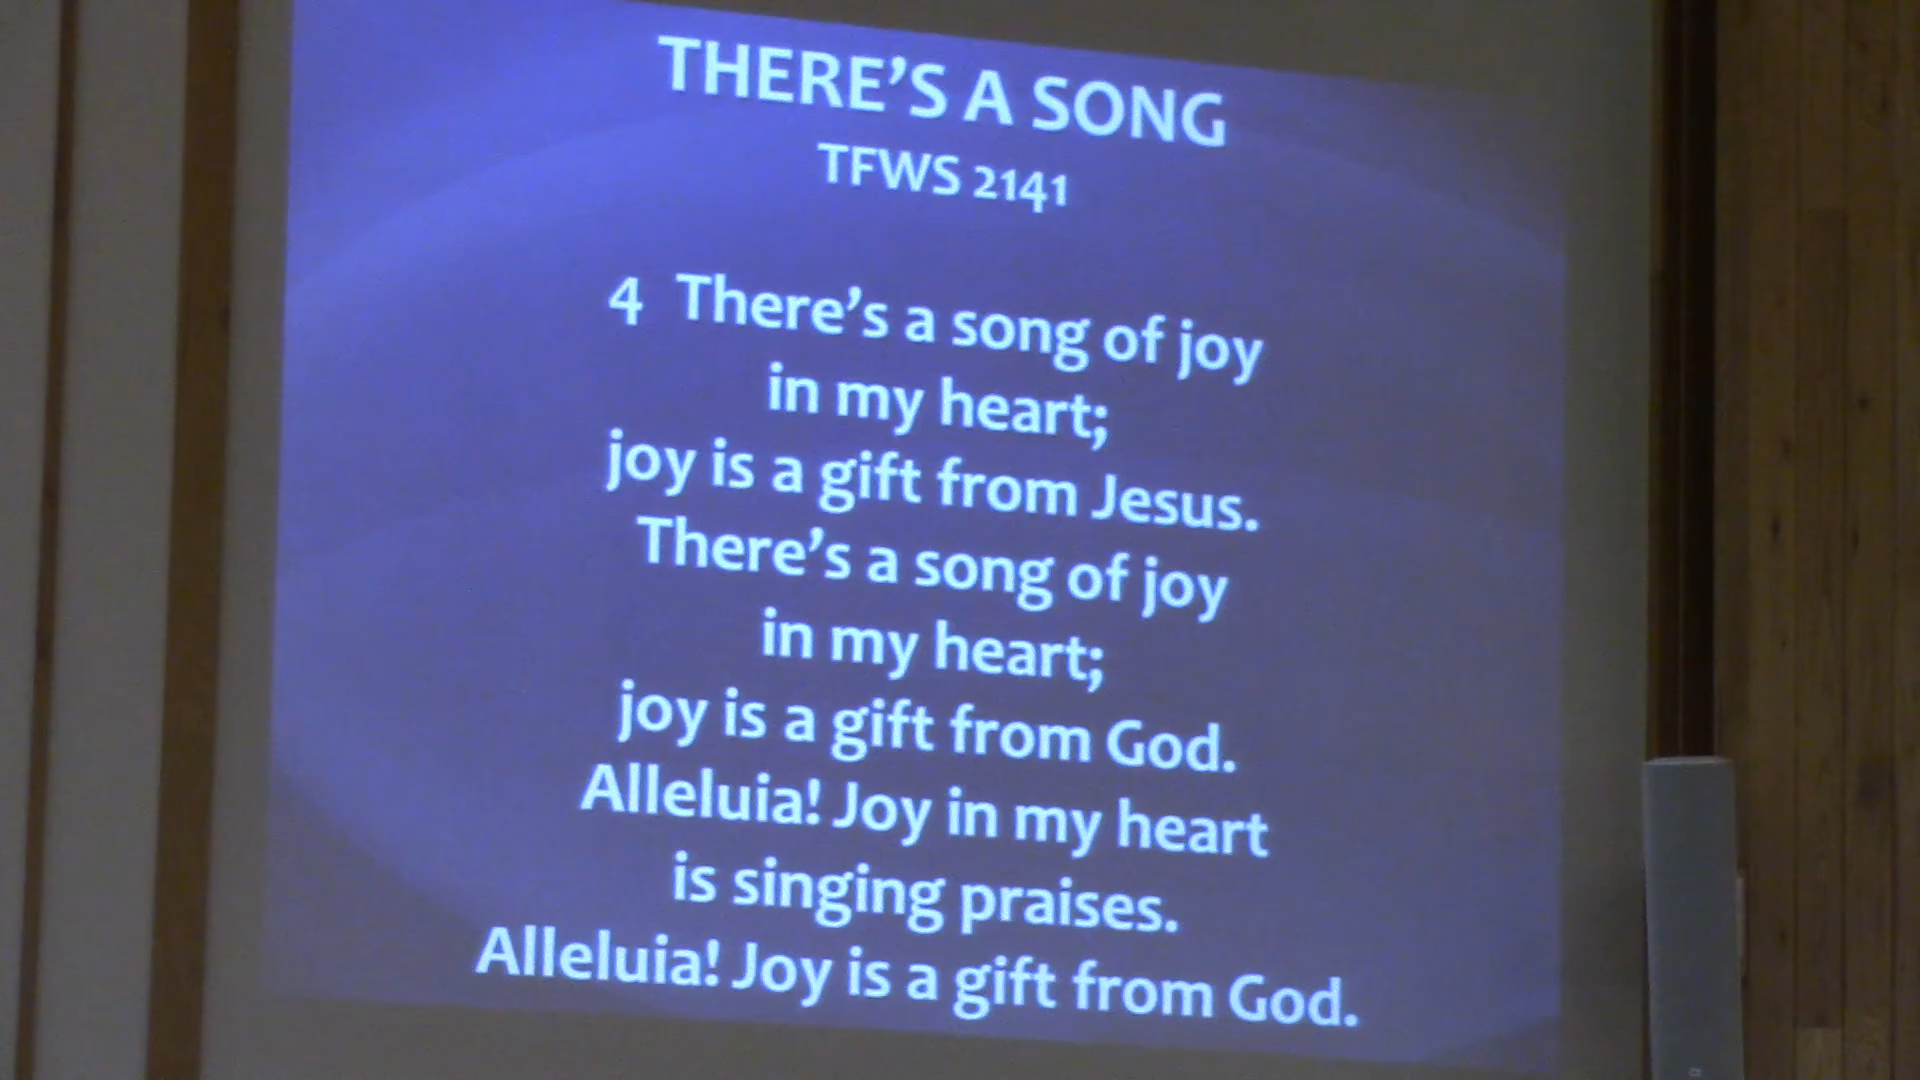 THERE’S A SONG
TFWS 2141
4 There’s a song of joy
in my heart;
joy is a gift from Jesus.
There’s a song of joy
in my heart;
joy is a gift from God.
Alleluia! Joy in my heart
is singing praises.
Alleluia! Joy is a gift from God.